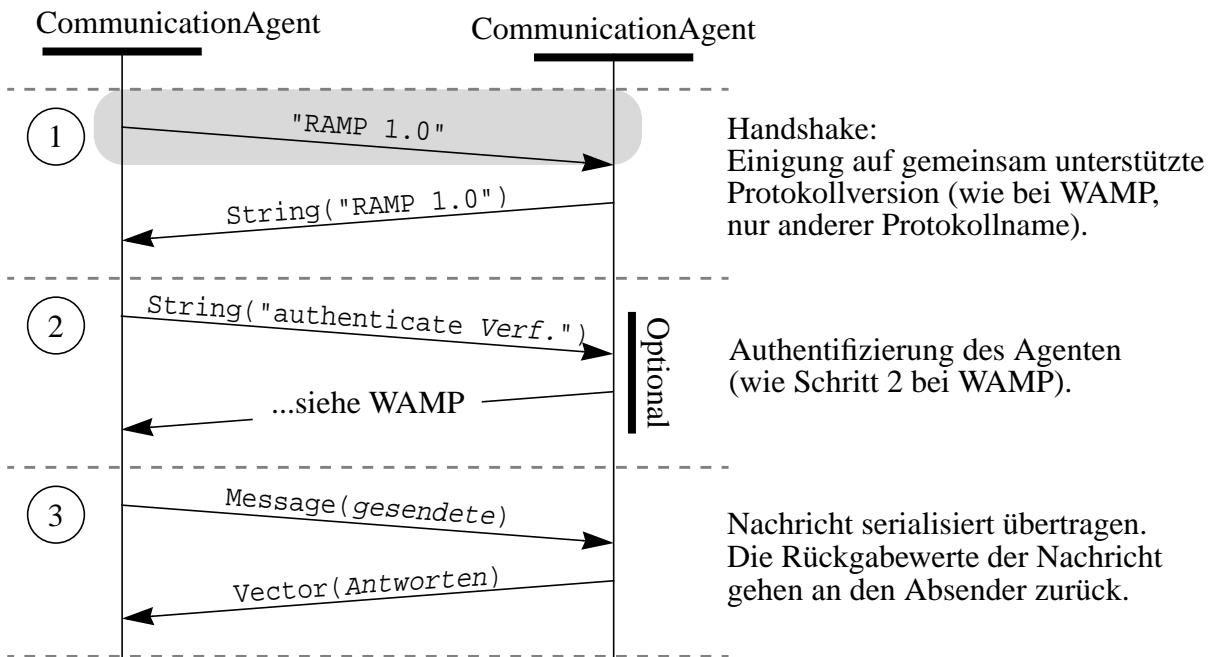 CommunicationAgent
CommunicationAgent
1
"RAMP 1.0"
String("RAMP 1.0")
Handshake:
Einigung auf gemeinsam unterstützte
Protokollversion (wie bei WAMP,
nur anderer Protokollname).
2
String("authenticate Verf.")
...siehe WAMP
Optional
Authentifizierung des Agenten
(wie Schritt 2 bei WAMP).
3
Message(gesendete)
Vector(Antworten)
Nachricht serialisiert übertragen.
Die Rückgabewerte der Nachricht
gehen an den Absender zurück.